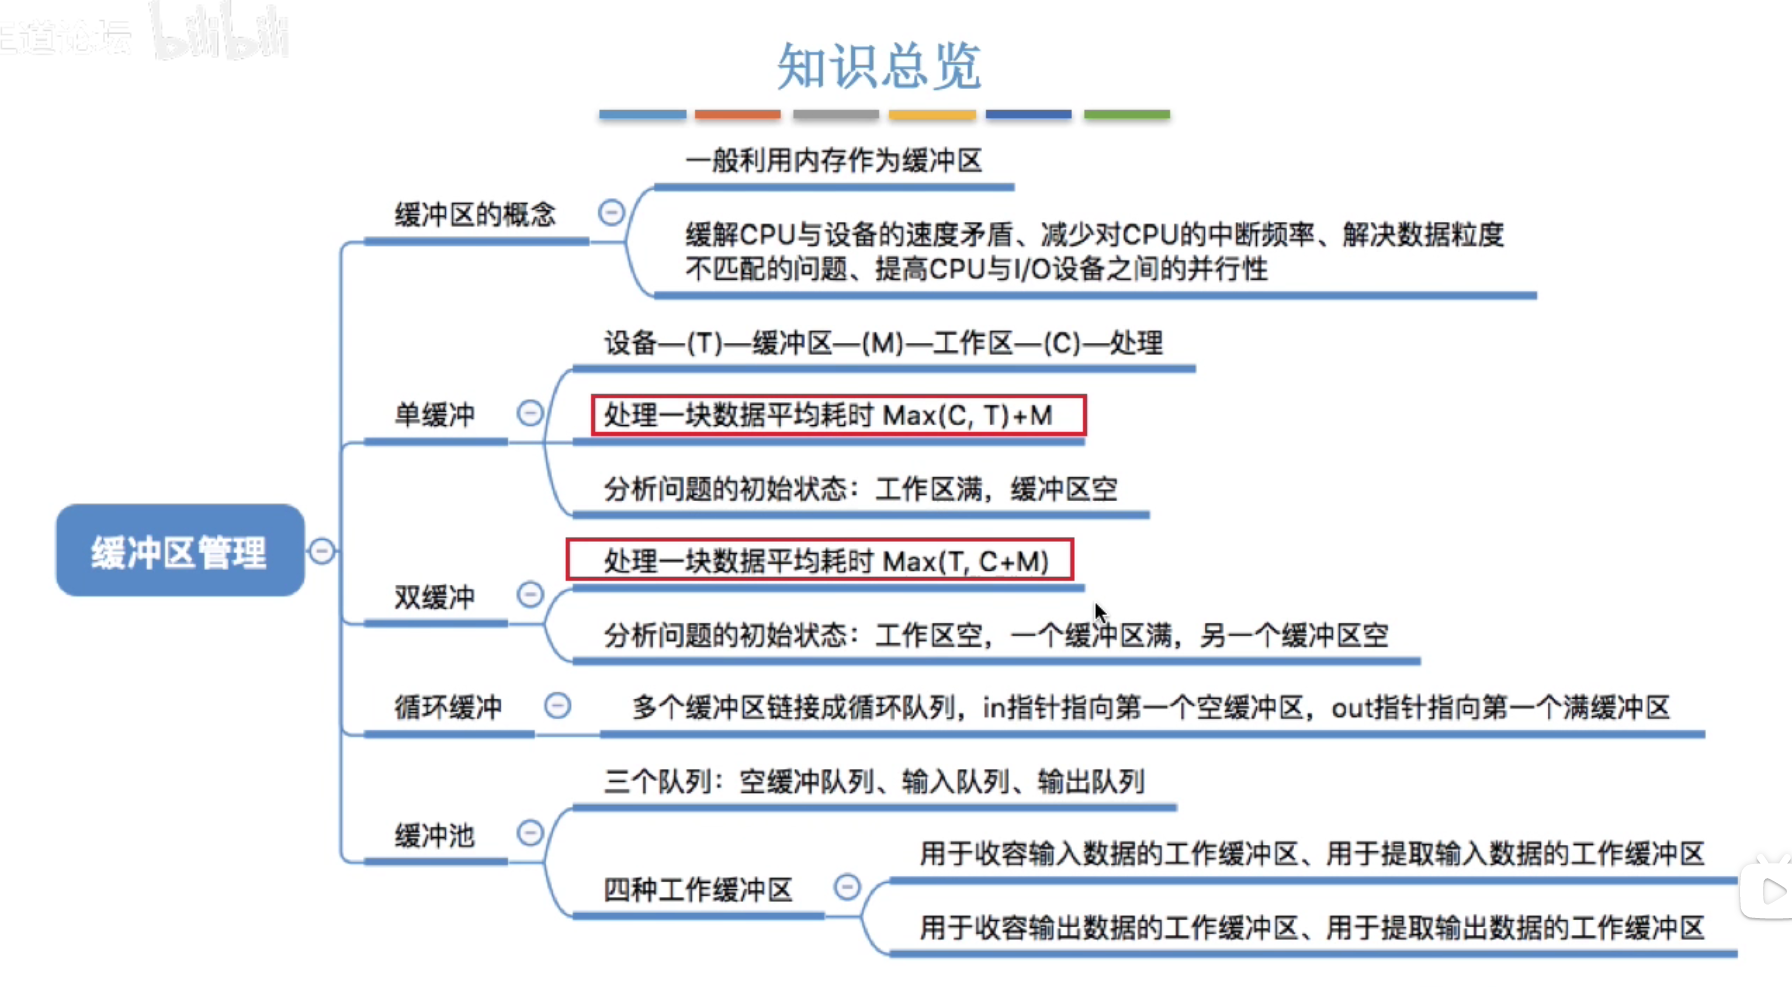 王道论坛 bilibili
知识总览
一般利用内存作为缓冲区
缓冲区的概念
缓解CPU与设备的速度矛盾、减少对CPU的中断频率、解决数据粒度
不匹配的问题、提高CPU与I/O设备之间的并行性
设备—(T)—缓冲区—(M)—工作区—(C)—处理
单缓冲
处理一块数据平均耗时 Max(C, T)+M
分析问题的初始状态：工作区满，缓冲区空
缓冲区管理
处理一块数据平均耗时 Max(T, C+M)
双缓冲
分析问题的初始状态：工作区空，一个缓冲区满，另一个缓冲区空
循环缓冲
多个缓冲区链接成循环队列，in指针指向第一个空缓冲区，out指针指向第一个满缓冲区
三个队列：空缓冲队列、输入队列、输出队列
缓冲池
四种工作缓冲区
用于收容输入数据的工作缓冲区、用于提取输入数据的工作缓冲区
用于收容输出数据的工作缓冲区、用于提取输出数据的工作缓冲区